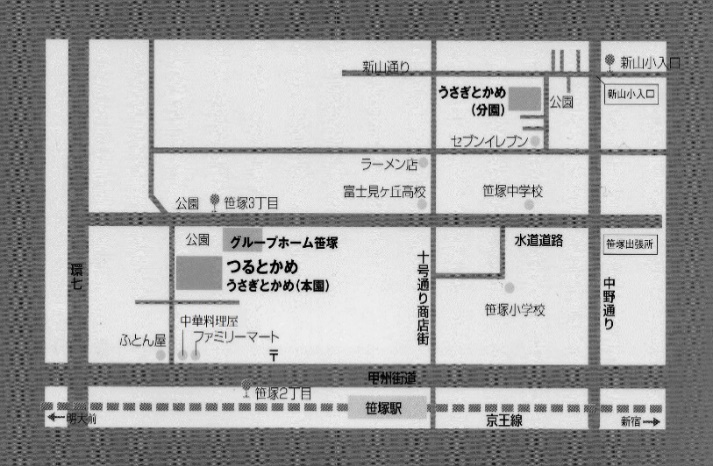 新山通り
新山小入口
新山小入口
うさぎとかめ
(分園)
公園
セブンイレブン
ラーメン店
富士見ヶ丘高校
笹塚中学校
公園
笹塚3丁目
公園
グループホーム笹塚
つるとかめ
うさぎとかめ(本園)
水道道路
笹塚出張所
環七
十号通り商店街
中野通り
笹塚小学校
中華料理屋
ファミリーマート
ふとん屋
〒
甲州街道
笹塚2丁目
笹塚駅
京王線
←明大前
新宿→